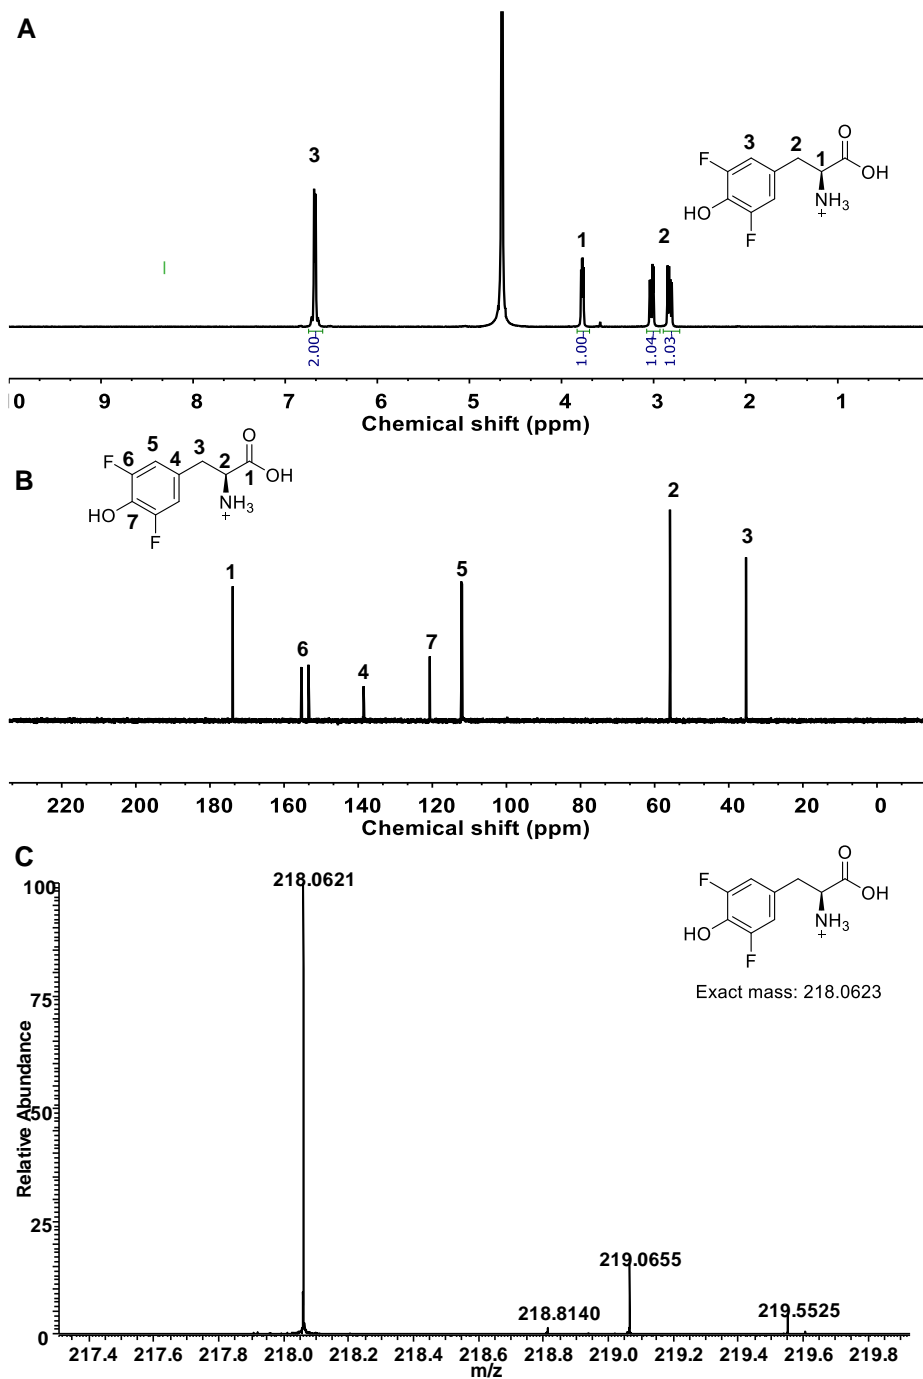 A
3
3
2
1
O
F
OH
NH3
+
HO
F
1
2
2.00
1.00
1.04
1.03
10 9 8 7 6 5 4 3 2 1
Chemical shift (ppm)
B
5
3
O
6
4
2
F
1
OH
NH3
+
HO
7
F
1
6
4
7
5
2
3
220 200 180 160 140 120 100 80 60 40 20 0
Chemical shift (ppm)
C
218.0621
O
F
OH
NH3
+
HO
F
Exact mass: 218.0623
100
75
50
25
0
Relative Abundance
219.0655
218.8140
219.5525
217.4 217.6 217.8 218.0 218.2 218.4 218.6 218.8 219.0 219.2 219.4 219.6 219.8
m/z